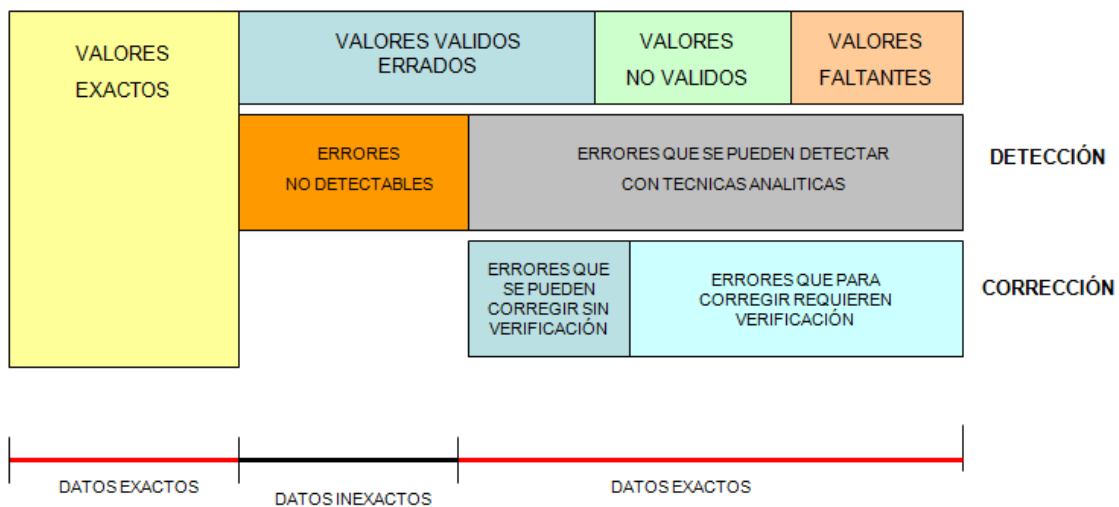 VALORES
EXACTOS
VALORES VALIDOS
ERRADOS
VALORES
NO VALIDOS
VALORES
FALTANTES
ERRORES
NO DETECTABLES
ERRORES QUE SE PUEDEN DETECTAR
CON TECNICAS ANALITICAS
DETECCIÓN
ERRORES QUE
SE PUEDEN
CORREGIR SIN
VERIFICACIÓN
ERRORES QUE PARA
CORREGIR REQUIEREN
VERIFICACIÓN
CORRECCIÓN
DATOS EXACTOS
DATOS INEXACTOS
DATOS EXACTOS